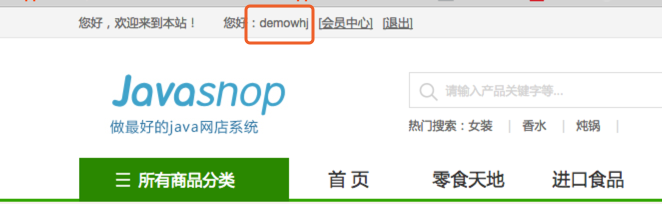 您好，欢迎来到本站！ 您好：demowhj [会员中心] [退出]
Javasnop
做最好的java网店系统
请输入产品关键字等...
热门搜索：女装 | 香水 | 炖锅 |
所有商品分类 首页 零食天地 进口食品